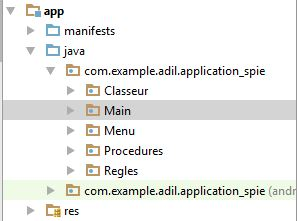 app
manifests
java
com.example.adil.application_spie
Classeur
Main
Menu
Procedures
Regles
com.example.adil.application_spie (andr
res